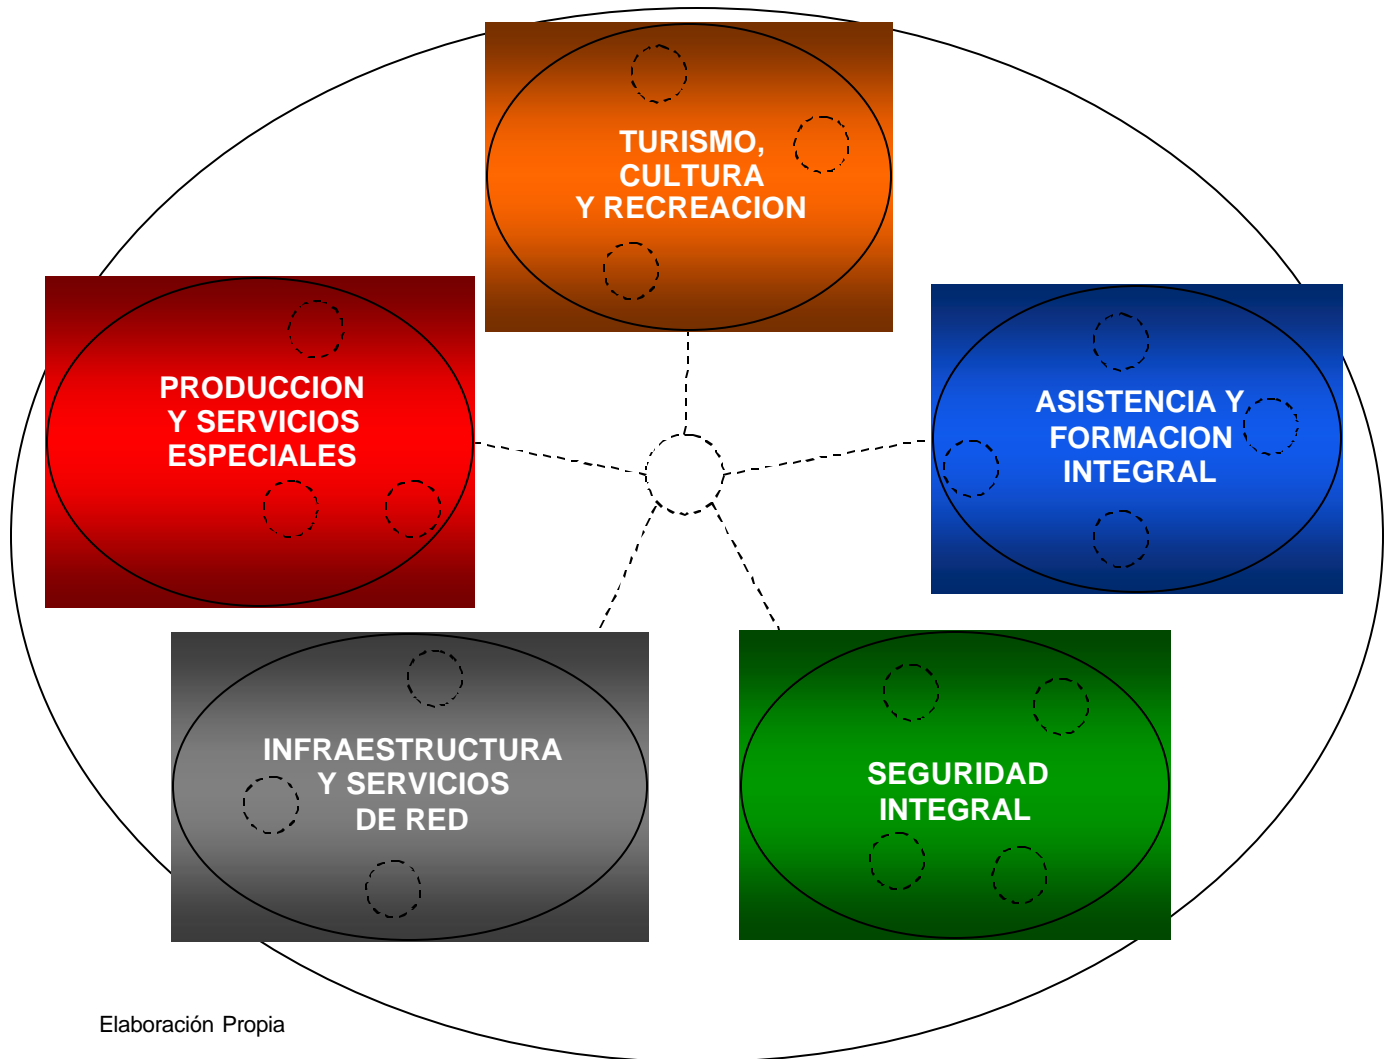 TURISMO,
CULTURA
Y RECREACION
PRODUCCION
Y SERVICIOS
ESPECIALES
ASISTENCIA Y
FORMACION
INTEGRAL
INFRAESTRUCTURA
Y SERVICIOS
DE RED
SEGURIDAD
INTEGRAL
Elaboración Propia